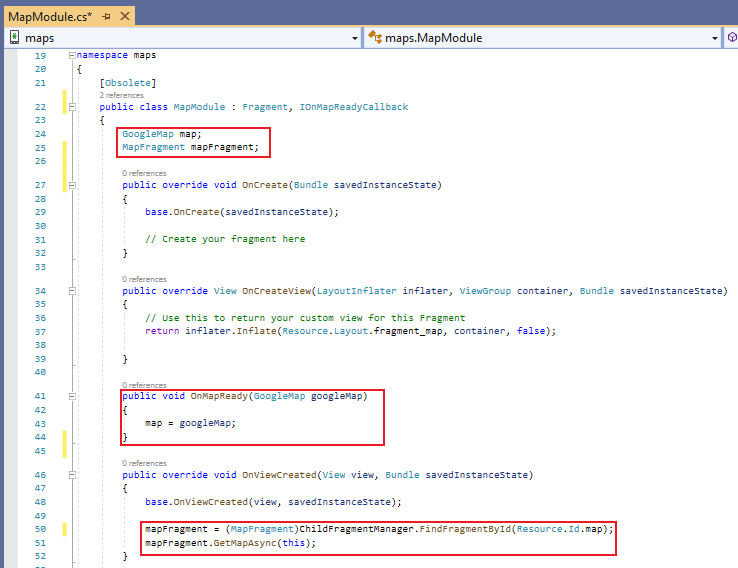 MapModule.cs*
maps
maps.MapModule
19 namespace maps
20 {
21 [Obsolete]
2 references
22 public class MapModule : Fragment, IOnMapReadyCallback
23 {
24 GoogleMap map;
25 MapFragment mapFragment;
26
0 references
27 public override void OnCreate(Bundle savedInstanceState)
28 {
29 base.OnCreate(savedInstanceState);
30
31 // Create your fragment here
32 }
33
0 references
34 public override View OnCreateView(LayoutInflater inflater, ViewGroup container, Bundle savedInstanceState)
35 {
36 // Use this to return your custom view for this Fragment
37 return inflater.Inflate(Resource.Layout.fragment_map, container, false);
38
39 }
40
0 references
41 public void OnMapReady(GoogleMap googleMap)
42 {
43 map = googleMap;
44 }
45
0 references
46 public override void OnViewCreated(View view, Bundle savedInstanceState)
47 {
48 base.OnViewCreated(view, savedInstanceState);
49
50 mapFragment = (MapFragment)ChildFragmentManager.FindFragmentById(Resource.Id.map);
51 mapFragment.GetMapAsync(this);
52 }